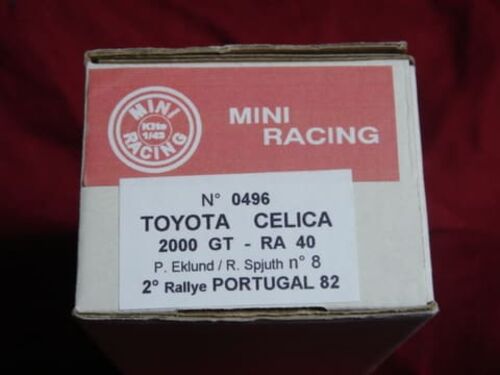 MINI
Kits
1/43
RACING
MINI
RACING
N° 0496
TOYOTA CELICA
2000 GT - RA 40
P. Eklund / R. Spjuth n° 8
2° Rallye PORTUGAL 82